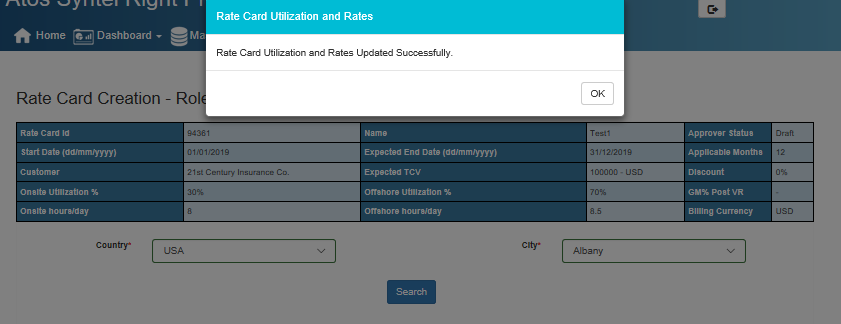 Atos Syntel Right
Rate Card Utilization and Rates
Home Dashboard Ma
Rate Card Utilization and Rates Updated Successfully.
OK
Rate Card Creation - Role
Rate Card Id 94361 Name Test1 Approver Status Draft
Start Date (dd/mm/yyyy) 01/01/2019 Expected End Date (dd/mm/yyyy) 31/12/2019 Applicable Months 12
Customer 21st Century Insurance Co. Expected TCV 100000 - USD Discount 0%
Onsite Utilization % 30% Offshore Utilization % 70% GM% Post VR -
Onsite hours/day 8 Offshore hours/day 8.5 Billing Currency USD
Country* USA City* Albany
Search